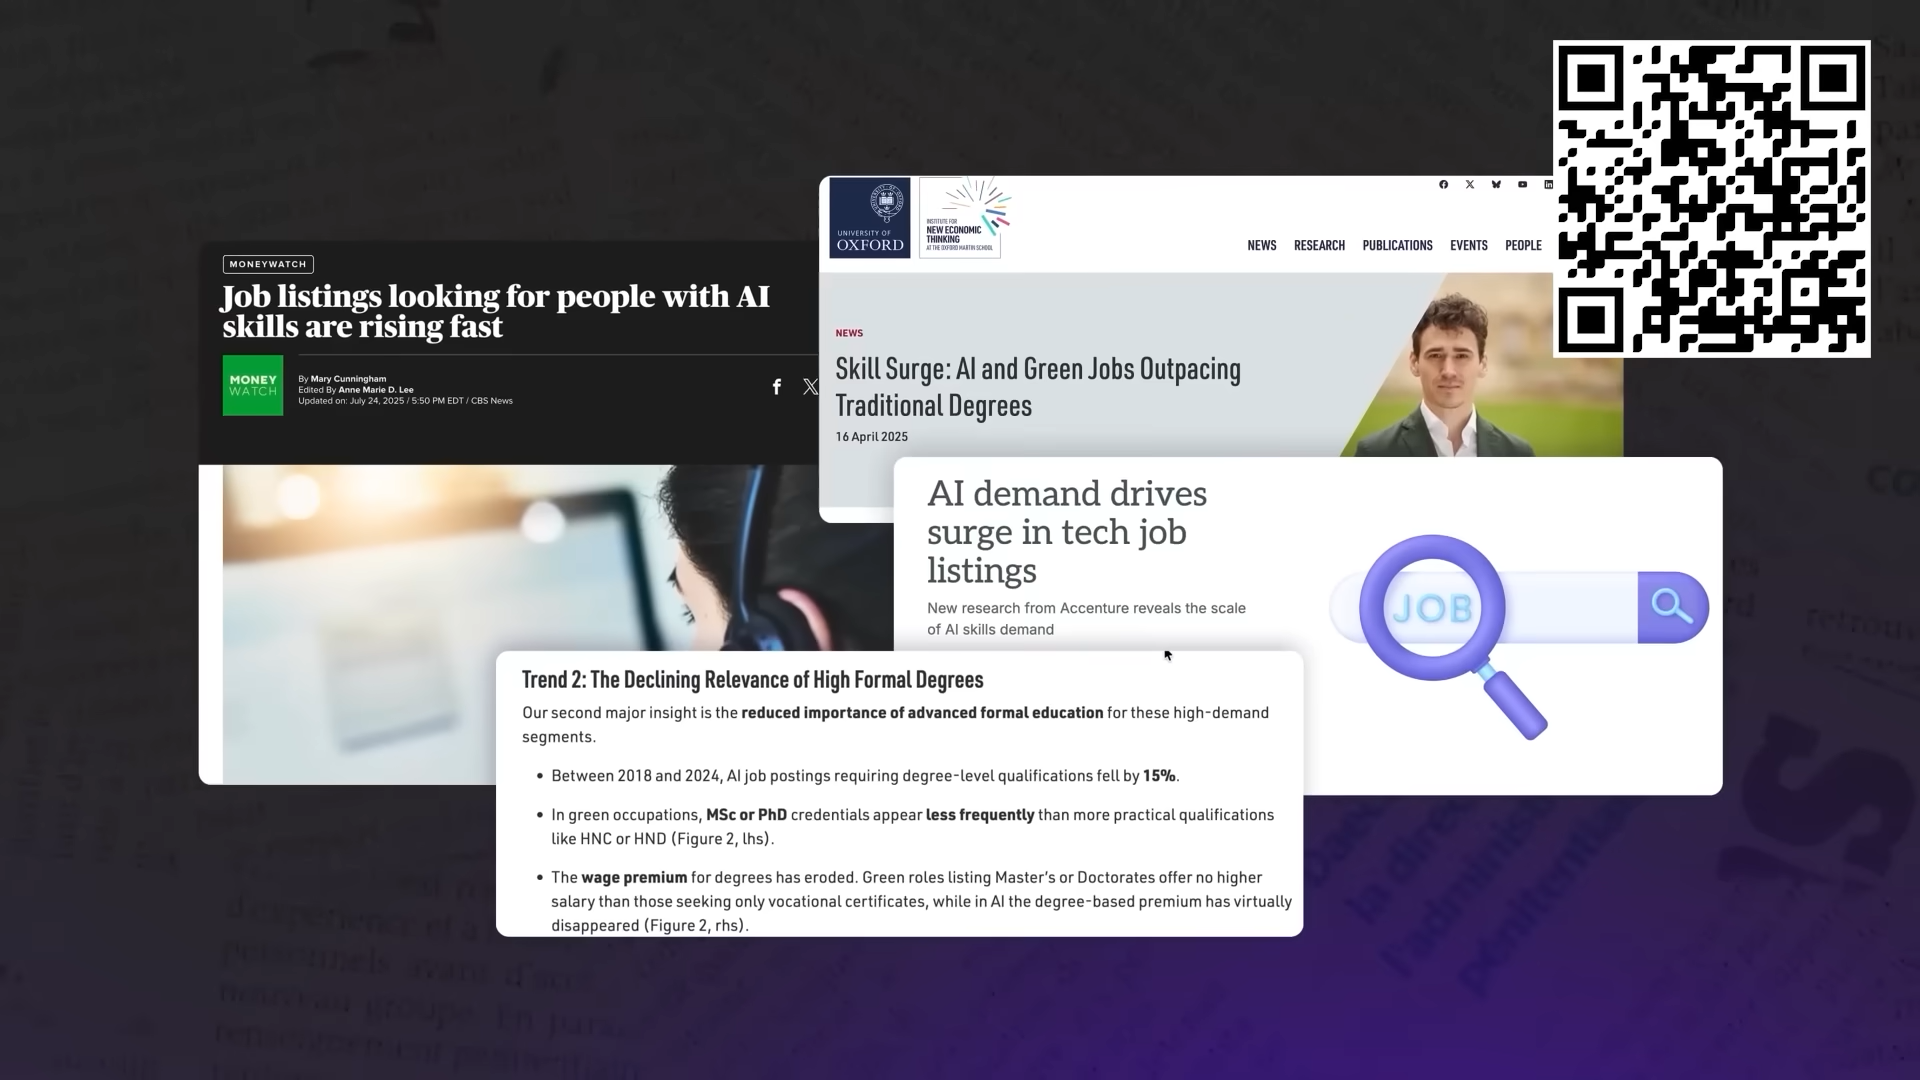 MONEYWATCH
Job listings looking for people with AI
skills are rising fast
MONEY
WATCH
By Mary Cunningham
Edited By Anne Marie D. Lee
Updated on: July 24, 2025 / 5:50 PM EDT / CBS News
UNIVERSITY OF
OXFORD
INSTITUTE FOR
NEW ECONOMIC
THINKING
AT THE OXFORD MARTIN SCHOOL
NEWS RESEARCH PUBLICATIONS EVENTS PEOPLE
NEWS
Skill Surge: AI and Green Jobs Outpacing
Traditional Degrees
16 April 2025
AI demand drives
surge in tech job
listings
New research from Accenture reveals the scale
of AI skills demand
JOB
Trend 2: The Declining Relevance of High Formal Degrees
Our second major insight is the reduced importance of advanced formal education for these high-demand
segments.
• Between 2018 and 2024, AI job postings requiring degree-level qualifications fell by 15%.
• In green occupations, MSc or PhD credentials appear less frequently than more practical qualifications
like HNC or HND (Figure 2, lhs).
• The wage premium for degrees has eroded. Green roles listing Master's or Doctorates offer no higher
salary than those seeking only vocational certificates, while in AI the degree-based premium has virtually
disappeared (Figure 2, rhs).